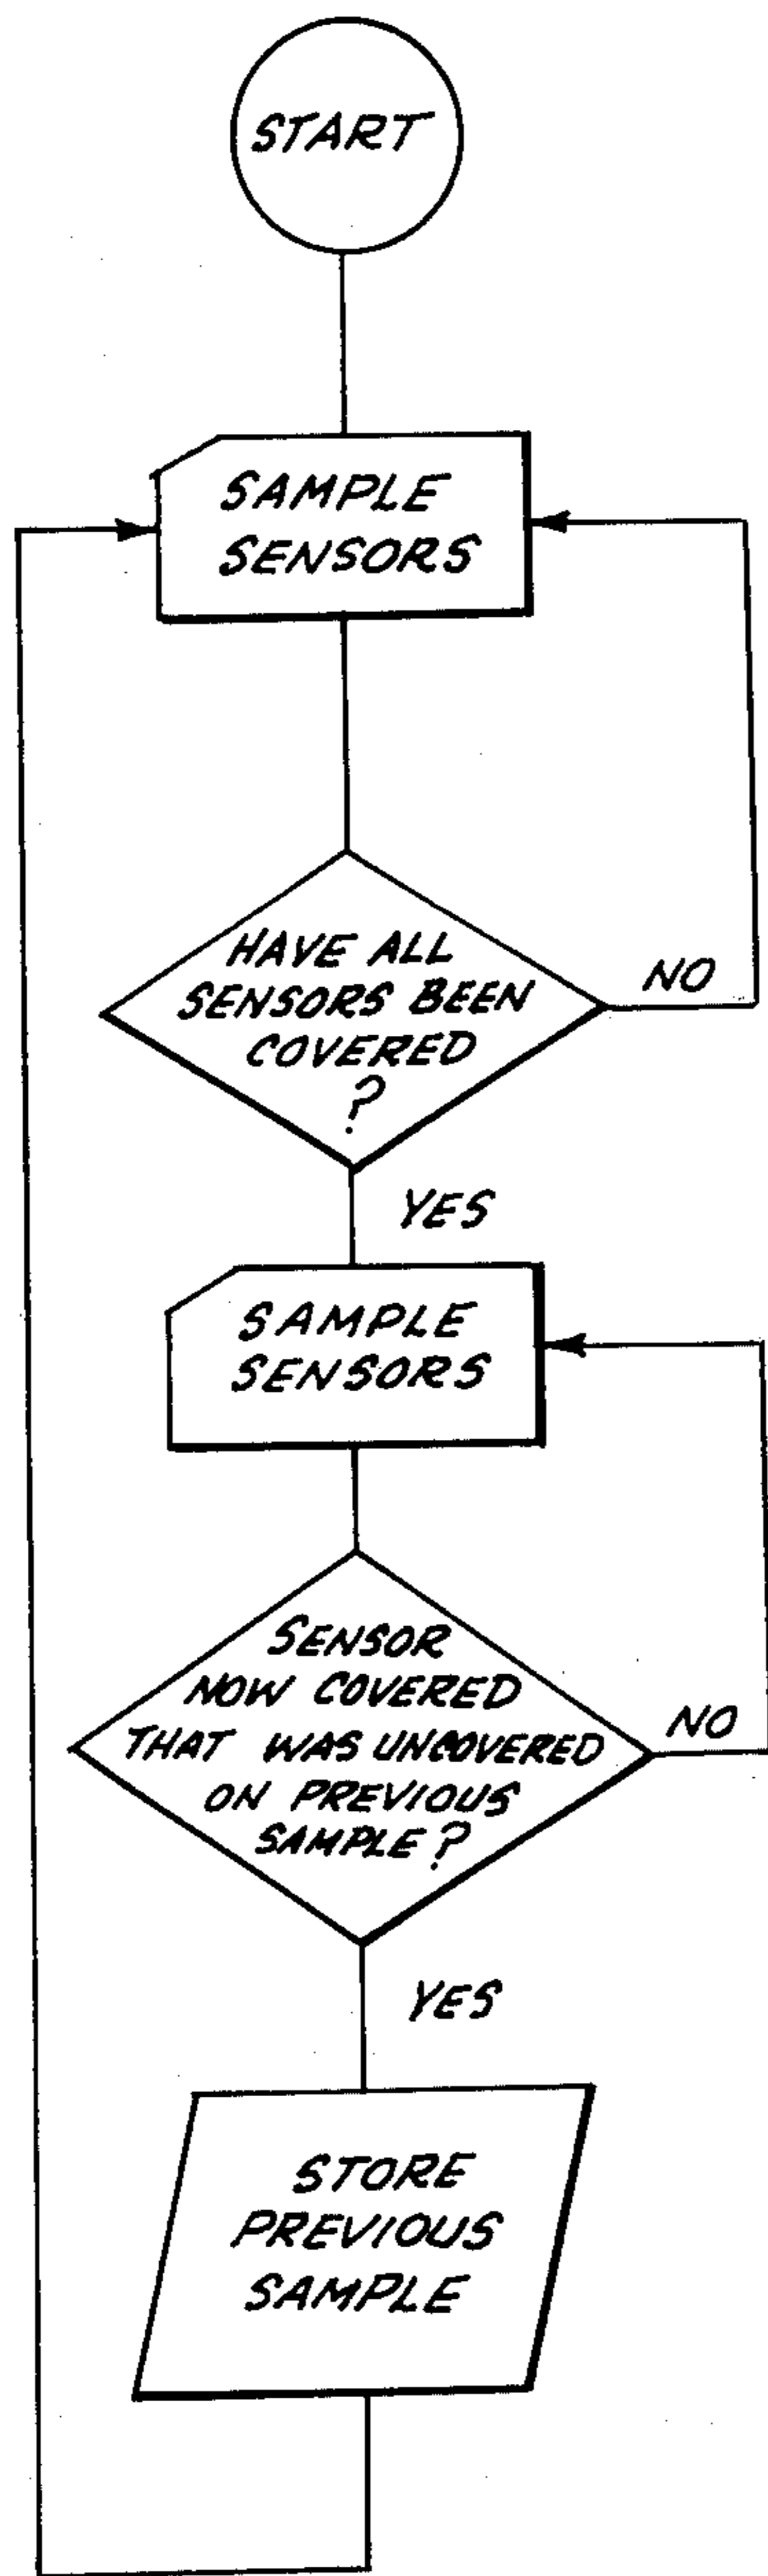 START
SAMPLE
SENSORS
HAVE ALL
SENSORS BEEN
COVERED
?
NO
YES
SAMPLE
SENSORS
SENSOR
NOW COVERED
THAT WAS UNCOVERED
ON PREVIOUS
SAMPLE?
NO
YES
STORE
PREVIOUS
SAMPLE